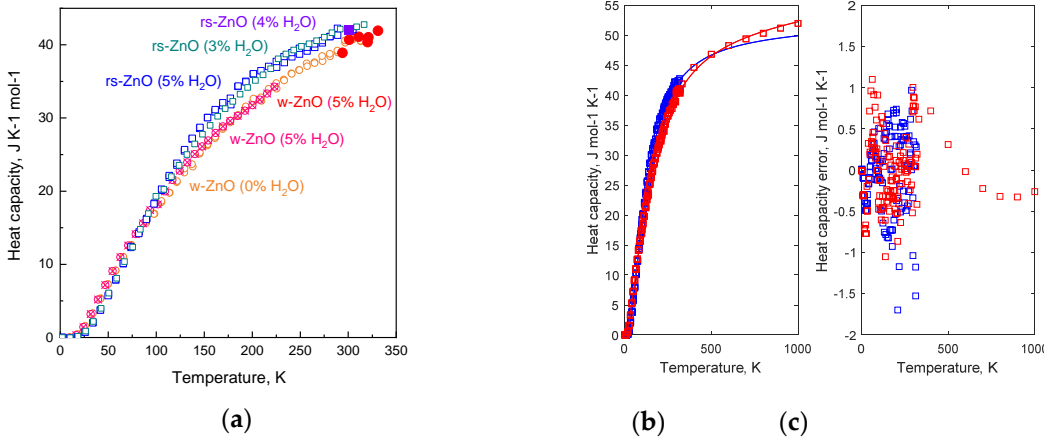 rs-ZnO (4% H2O)
rs-ZnO (3% H2O)
rs-ZnO (5% H2O)
w-ZnO (5% H2O)
w-ZnO (5% H2O)
w-ZnO (0% H2O)
Heat capacity, J K-1 mol-1
40
30
20
10
0
0 50 100 150 200 250 300 350
Temperature, K
(a)
Heat capacity, J mol-1 K-1
55
50
45
40
35
30
25
20
15
10
5
0
0 500 1000
Temperature, K
(b)
Heat capacity error, J mol-1 K-1
2
1.5
1
0.5
0
-0.5
-1
-1.5
-2
0 500 1000
Temperature, K
(c)